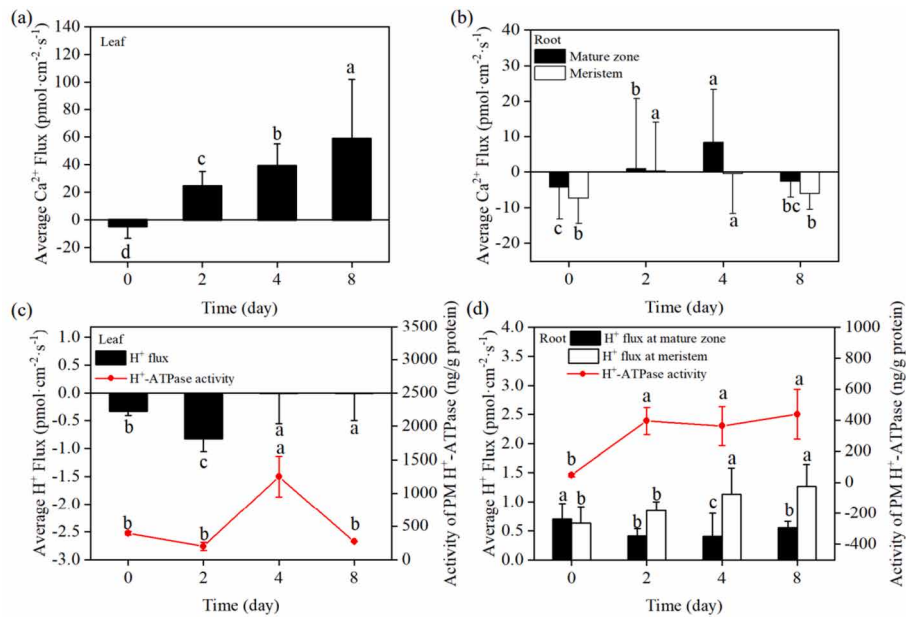 (a)
Leaf
Average Ca²⁺ Flux (pmol·cm⁻²·s⁻¹)
140
120
100
80
60
40
20
0
-20
d
c
b
a
0 2 4 8
Time (day)
(b)
Root
Mature zone
Meristem
Average Ca²⁺ Flux (pmol·cm⁻²·s⁻¹)
40
30
20
10
0
-10
-20
c b b a a a bc b
0 2 4 8
Time (day)
(c)
Leaf
H⁺ flux
H⁺-ATPase activity
Average H⁺ Flux (pmol·cm⁻²·s⁻¹)
1.0
0.5
0.0
-0.5
-1.0
-1.5
-2.0
-2.5
-3.0
b c a a
b b a b
3500
3000
2500
2000
1500
1000
500
0
Activity of PM H⁺-ATPase (ng/g protein)
0 2 4 8
Time (day)
(d)
Root
H⁺ flux at mature zone
H⁺ flux at meristem
H⁺-ATPase activity
Average H⁺ Flux (pmol·cm⁻²·s⁻¹)
4.0
3.5
3.0
2.5
2.0
1.5
1.0
0.5
0.0
b a a a
a b b b c a b a
1000
800
600
400
200
0
-200
-400
Activity of PM H⁺-ATPase (ng/g protein)
0 2 4 8
Time (day)